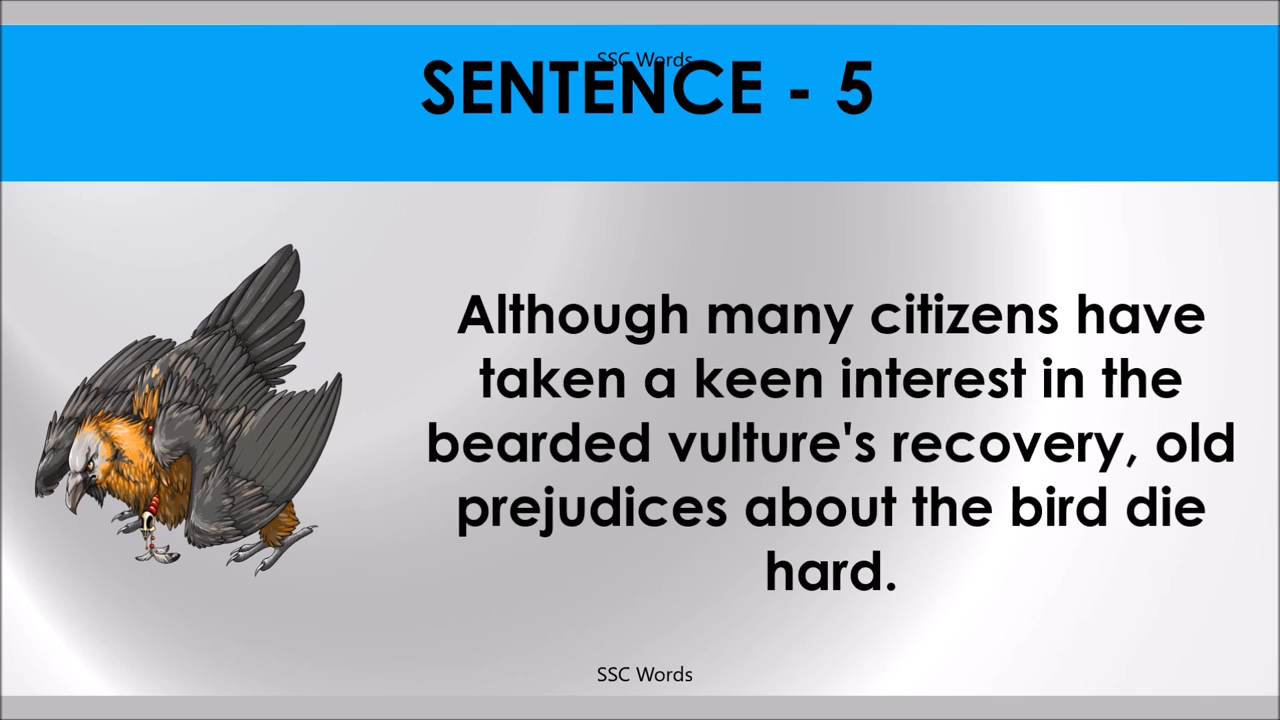 SSC Words
SENTENCE - 5
Although many citizens have
taken a keen interest in the
bearded vulture's recovery, old
prejudices about the bird die
hard.
SSC Words